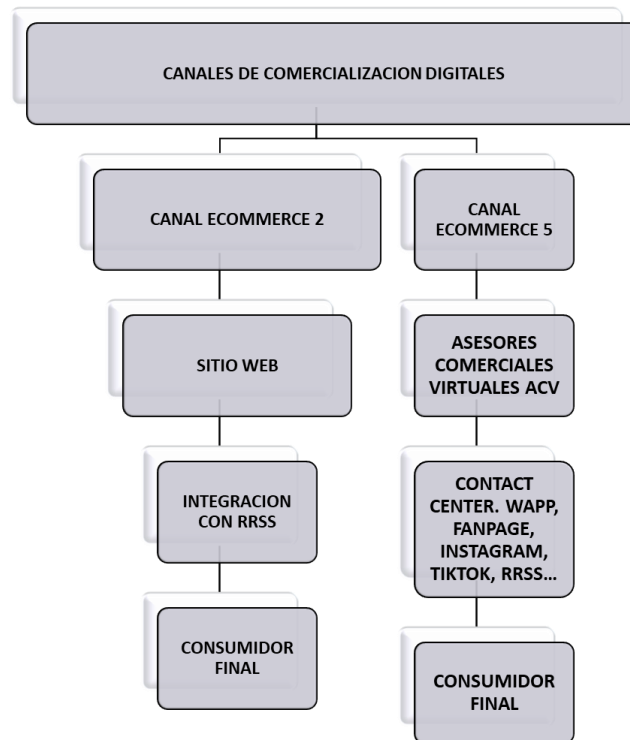 CANALES DE COMERCIALIZACION DIGITALES
CANAL ECOMMERCE 2
SITIO WEB
INTEGRACION
CON RRSS
CONSUMIDOR
FINAL
CANAL
ECOMMERCE 5
ASESORES
COMERCIALES
VIRTUALES ACV
CONTACT
CENTER. WAPP,
FANPAGE,
INSTAGRAM,
TIKTOK, RRSS...
CONSUMIDOR
FINAL